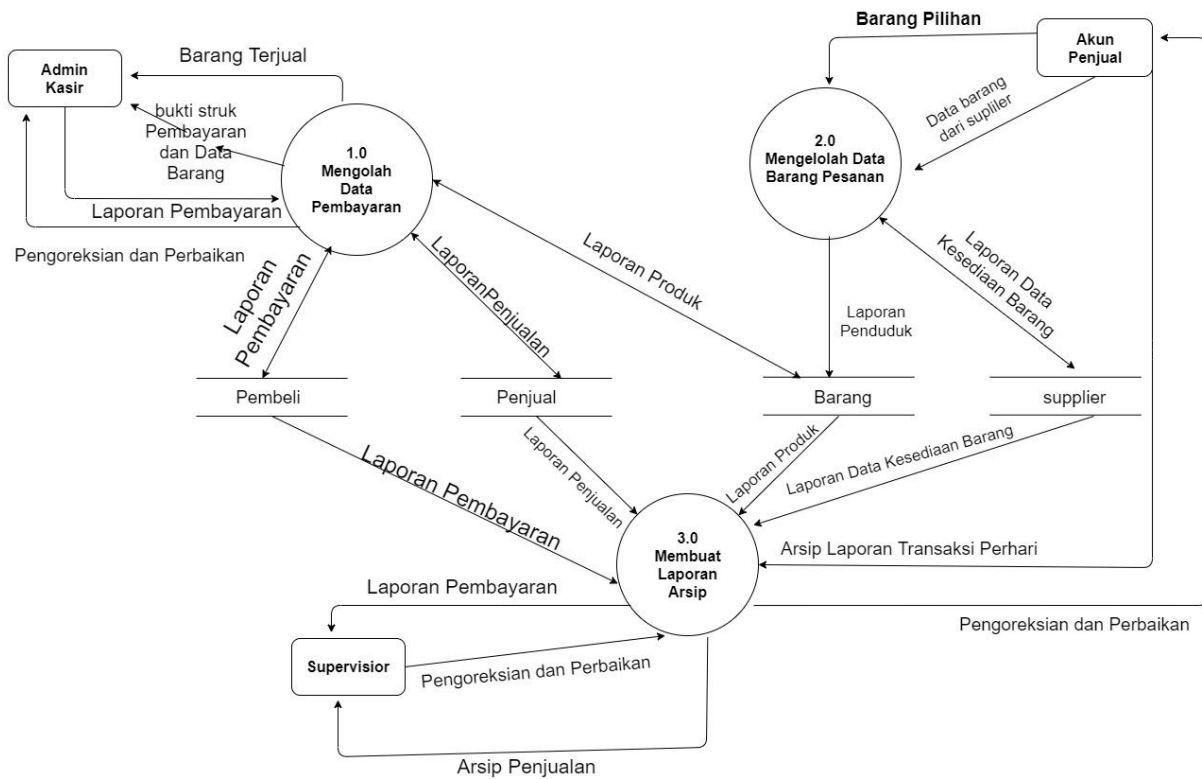 Barang Pilihan
Akun
Penjual
Admin
Kasir
Barang Terjual
bukti struk
Pembayaran
dan Data
Barang
1.0
Mengolah
Data
Pembayaran
Data barang
dari supliler
2.0
Mengelolah Data
Barang Pesanan
Laporan Pembayaran
Pengoreksian dan Perbaikan
Laporan
Pembayaran
LaporanPenjualan
Laporan Produk
Laporan
Penduduk
Laporan Data
Kesediaan Barang
Pembeli
Penjual
Barang
supplier
Laporan Pembayaran
Laporan Penjualan
Laporan Produk
Laporan Data Kesediaan Barang
3.0
Membuat
Laporan
Arsip
Arsip Laporan Transaksi Perhari
Laporan Pembayaran
Pengoreksian dan Perbaikan
Supervisior
Pengoreksian dan Perbaikan
Arsip Penjualan